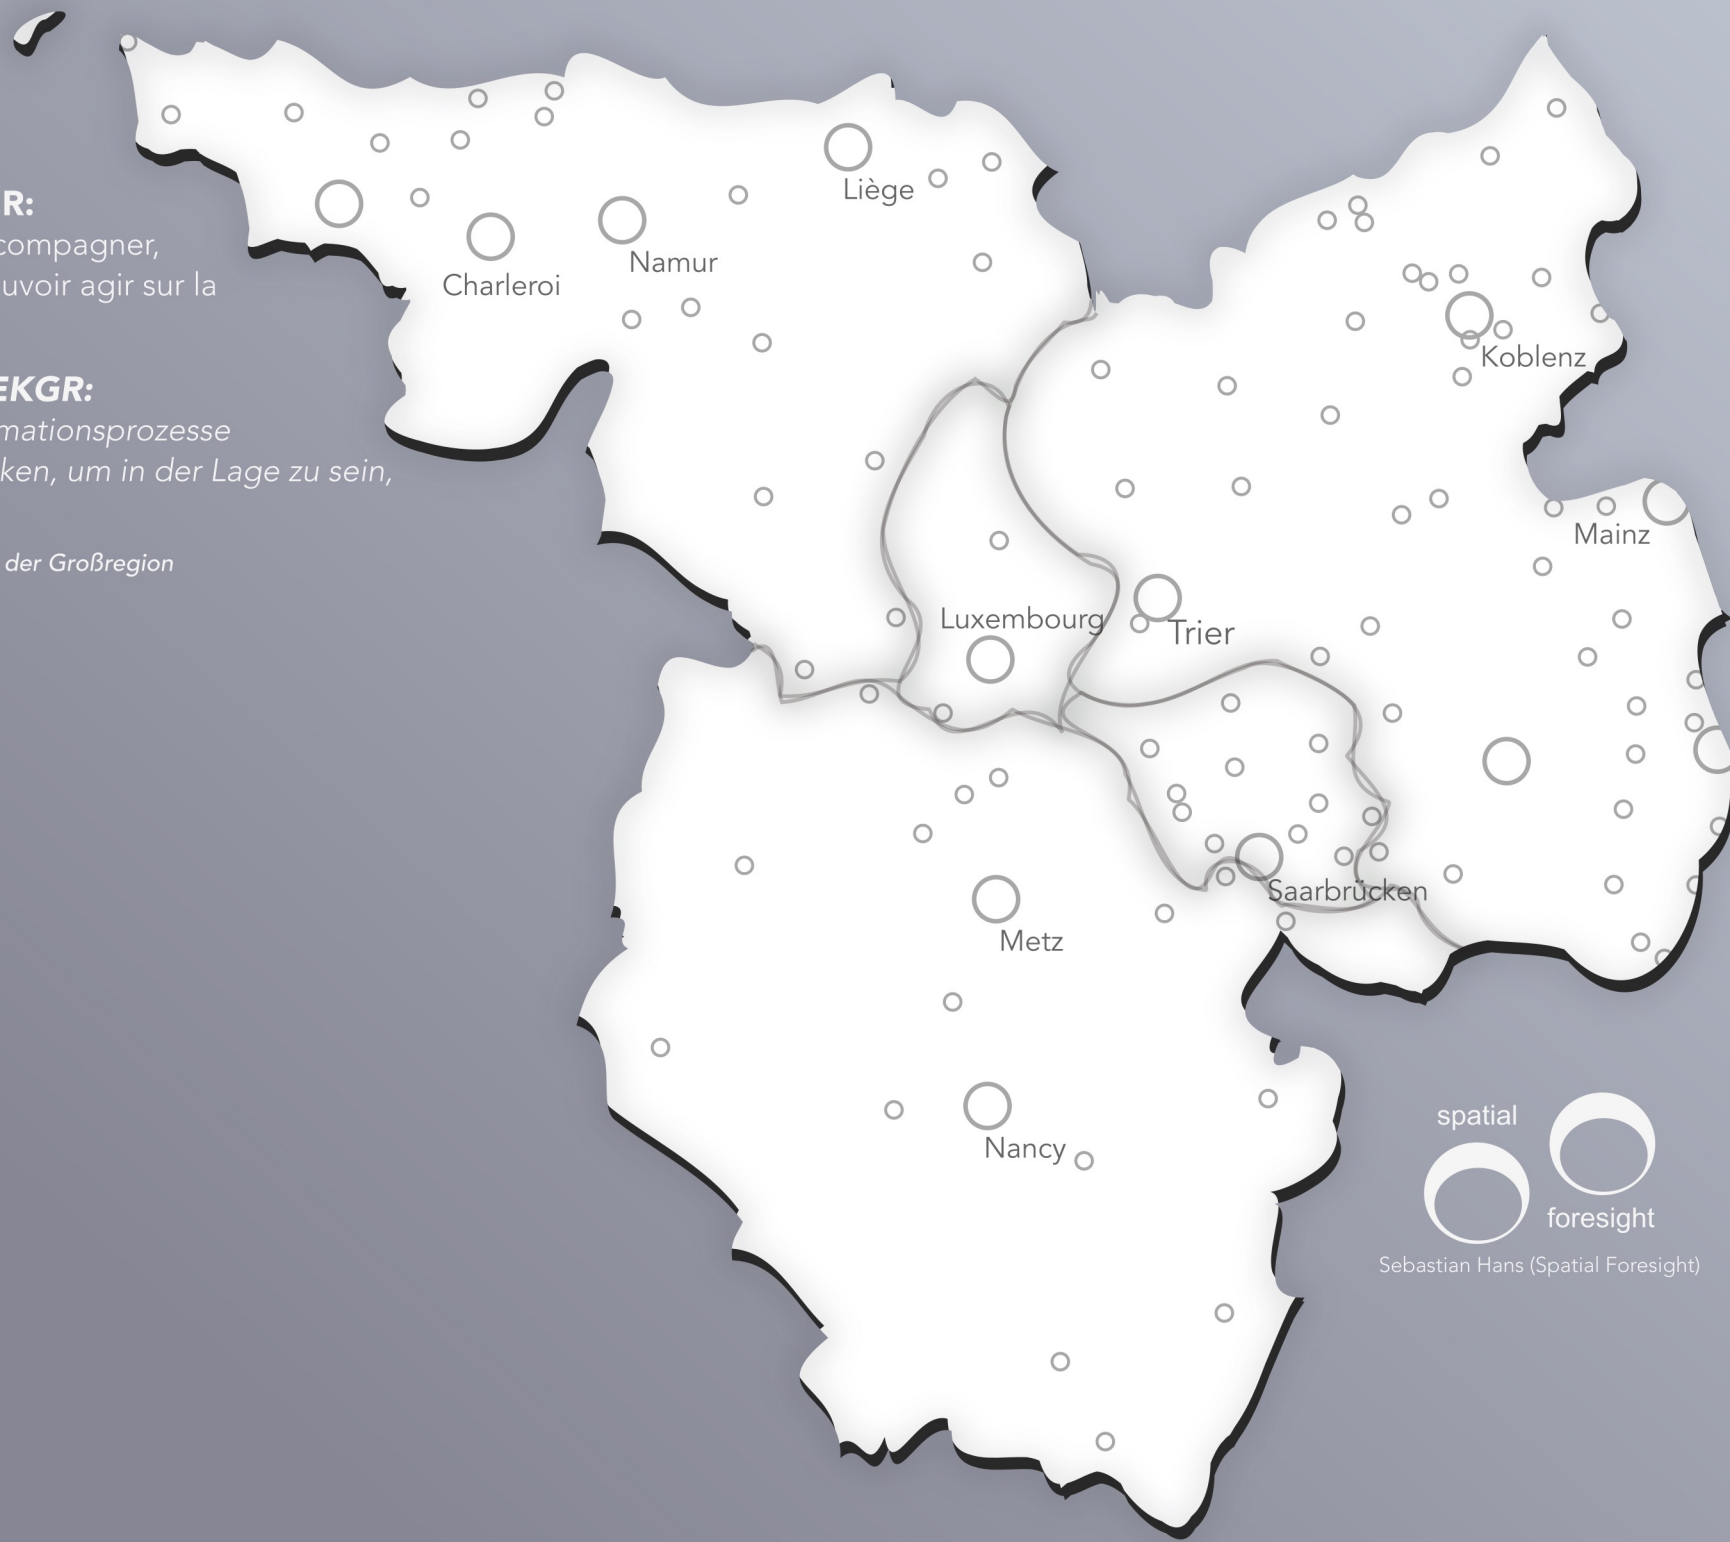 R:
compagner,
uvoir agir sur la
EKGR:
mationsprozesse
ken, um in der Lage zu sein,
der Großregion
Liège
Namur
Charleroi
Koblenz
Mainz
Luxembourg
Trier
Saarbrücken
Metz
Nancy
spatial
foresight
Sebastian Hans (Spatial Foresight)